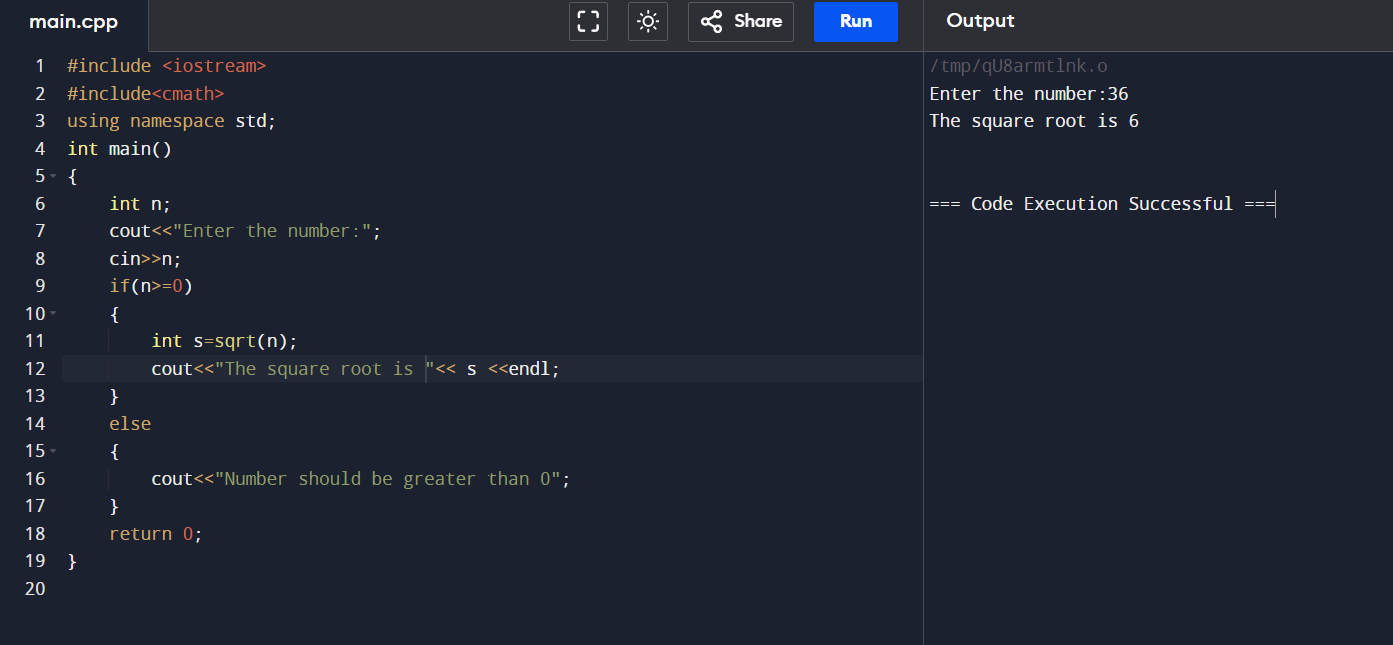 main.cpp
Share
Run
Output
1 #include <iostream>
2 #include<cmath>
3 using namespace std;
4 int main()
5 {
6     int n;
7     cout<<"Enter the number:";
8     cin>>n;
9     if(n>=0)
10     {
11         int s=sqrt(n);
12         cout<<"The square root is "<< s <<endl;
13     }
14     else
15     {
16         cout<<"Number should be greater than 0";
17     }
18     return 0;
19 }
20
/tmp/qU8armtlnk.o
Enter the number:36
The square root is 6
=== Code Execution Successful ===